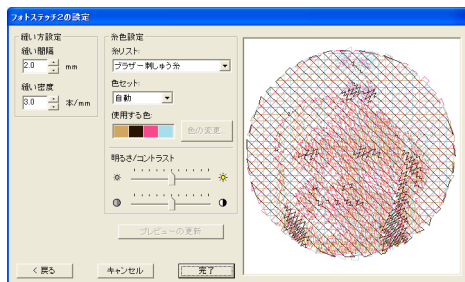 フォトステッチ2の設定
縫い方設定
縫い間隔
2.0 mm
縫い密度
3.0 本/mm
糸色設定
糸リスト:
ブラザー刺しゅう糸
色セット:
自動
使用する色:
色の変更
明るさ/コントラスト
プレビューの更新
< 戻る
キャンセル
完了